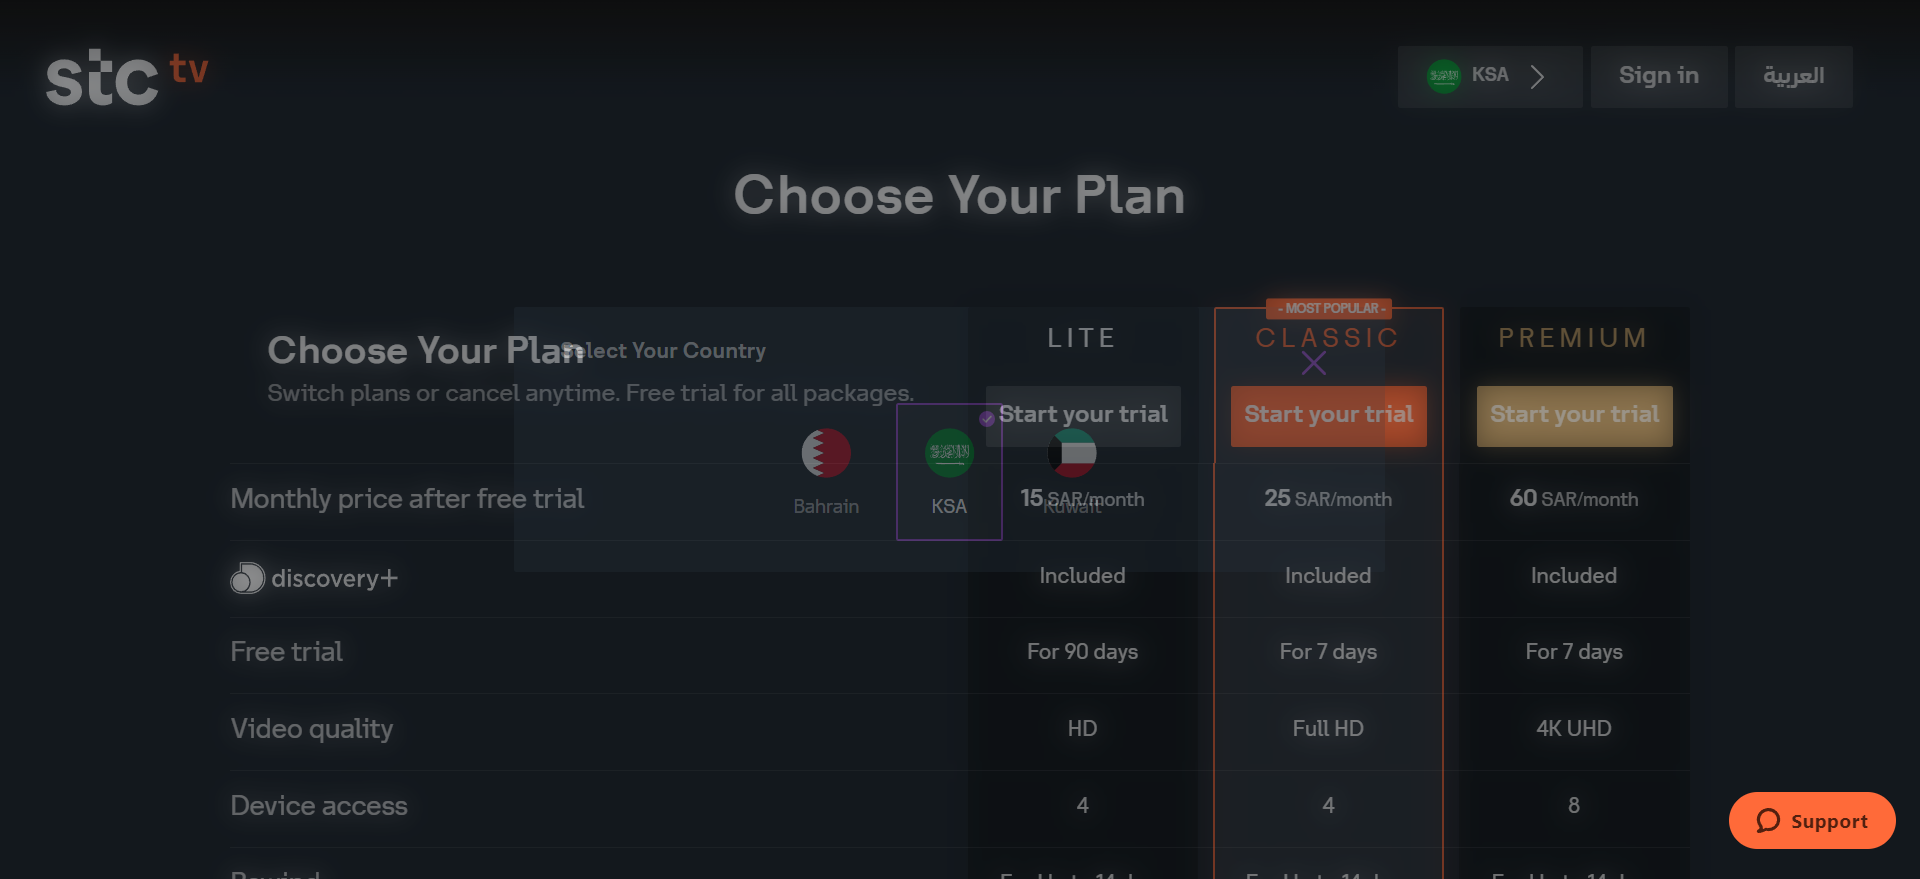 stc tv
KSA
Sign in
العربية
Choose Your Plan
Choose Your Plan
Select Your Country
Switch plans or cancel anytime. Free trial for all packages.
LITE
- MOST POPULAR -
CLASSIC
PREMIUM
Start your trial
Start your trial
Start your trial
Bahrain
KSA
Kuwait
Monthly price after free trial
15 SAR/month
25 SAR/month
60 SAR/month
discovery+
Included
Included
Included
Free trial
For 90 days
For 7 days
For 7 days
Video quality
HD
Full HD
4K UHD
Device access
4
4
8
Support